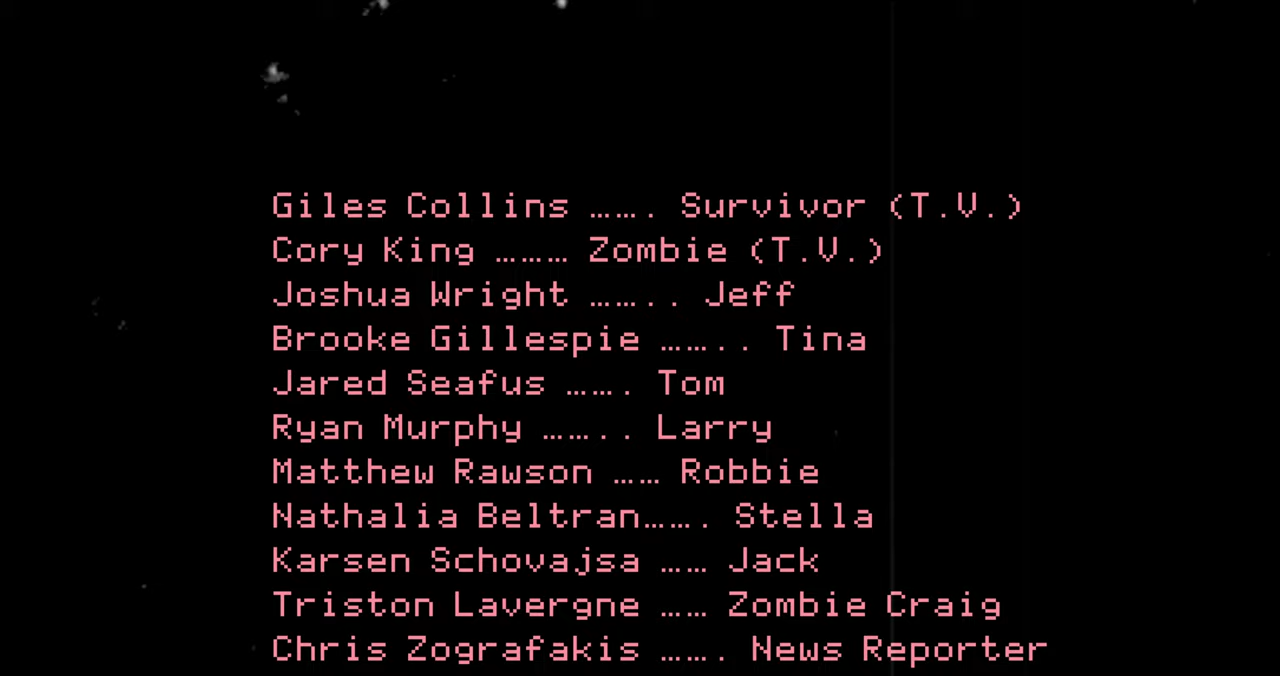 Giles Collins ……. Survivor (T.V.)
Cory King ……… Zombie (T.V.)
Joshua Wright …….. Jeff
Brooke Gillespie …….. Tina
Jared Seafus ……. Tom
Ryan Murphy …….. Larry
Matthew Rawson …… Robbie
Nathalia Beltran……. Stella
Karsen Schovajsa …… Jack
Triston Lavergne …… Zombie Craig
Chris Zografakis ……. News Reporter